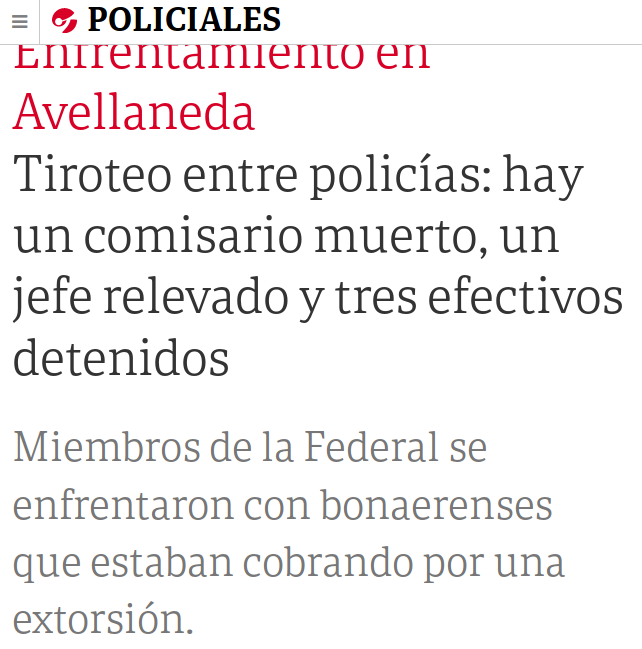 POLICIALES
Enfrentamiento en
Avellaneda
Tiroteo entre policías: hay
un comisario muerto, un
jefe relevado y tres efectivos
detenidos
Miembros de la Federal se
enfrentaron con bonaerenses
que estaban cobrando por una
extorsión.